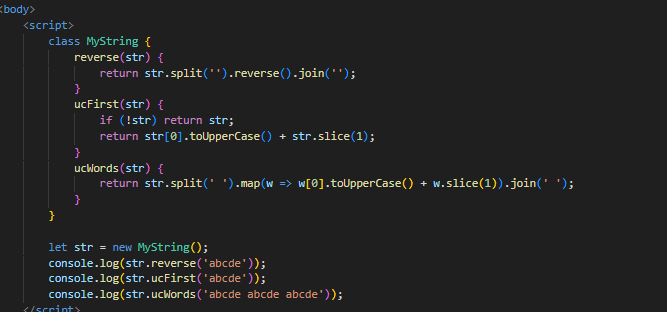 <body>
<script>
class MyString {
reverse(str) {
return str.split('').reverse().join('');
}
ucFirst(str) {
if (!str) return str;
return str[0].toUpperCase() + str.slice(1);
}
ucWords(str) {
return str.split(' ').map(w => w[0].toUpperCase() + w.slice(1)).join(' ');
}
}
let str = new MyString();
console.log(str.reverse('abcde'));
console.log(str.ucFirst('abcde'));
console.log(str.ucWords('abcde abcde abcde'));
</script>